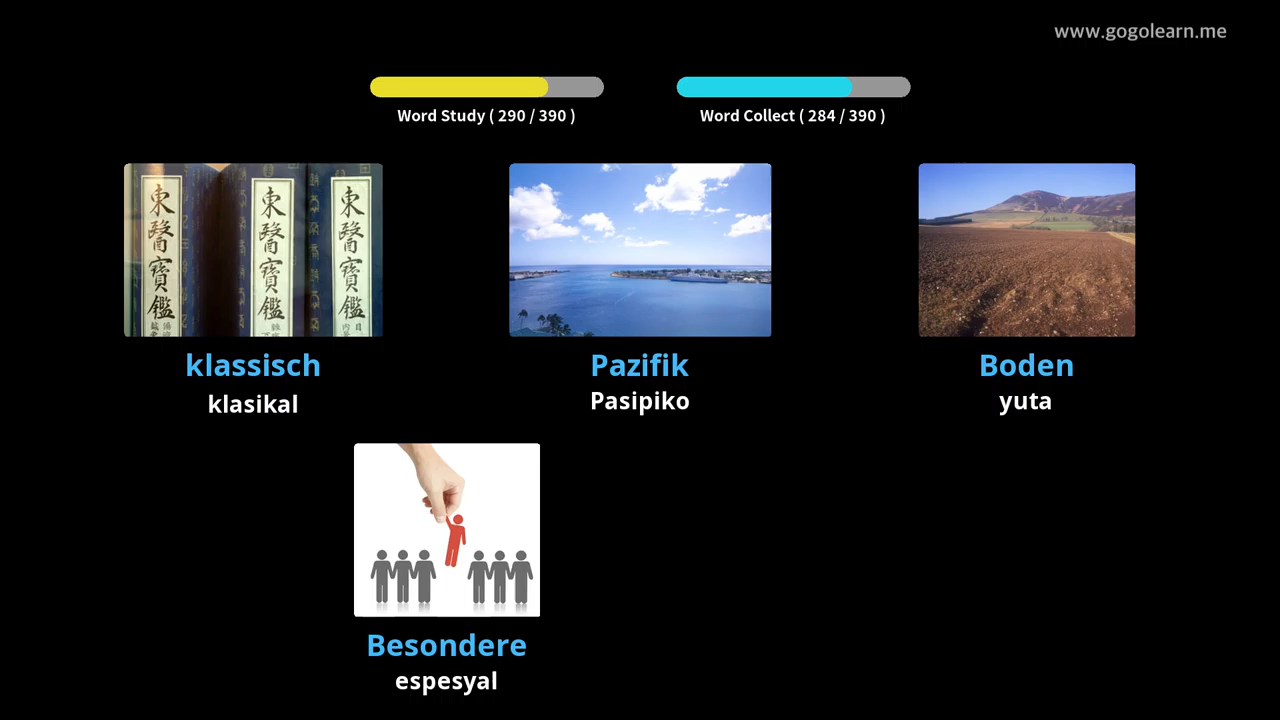 www.gogolearn.me
Word Study ( 290 / 390 )
Word Collect ( 284 / 390 )
東醫寶鑑
東醫寶鑑
東醫寶鑑
klassisch
klasikal
Pazifik
Pasipiko
Boden
yuta
Besondere
espesyal